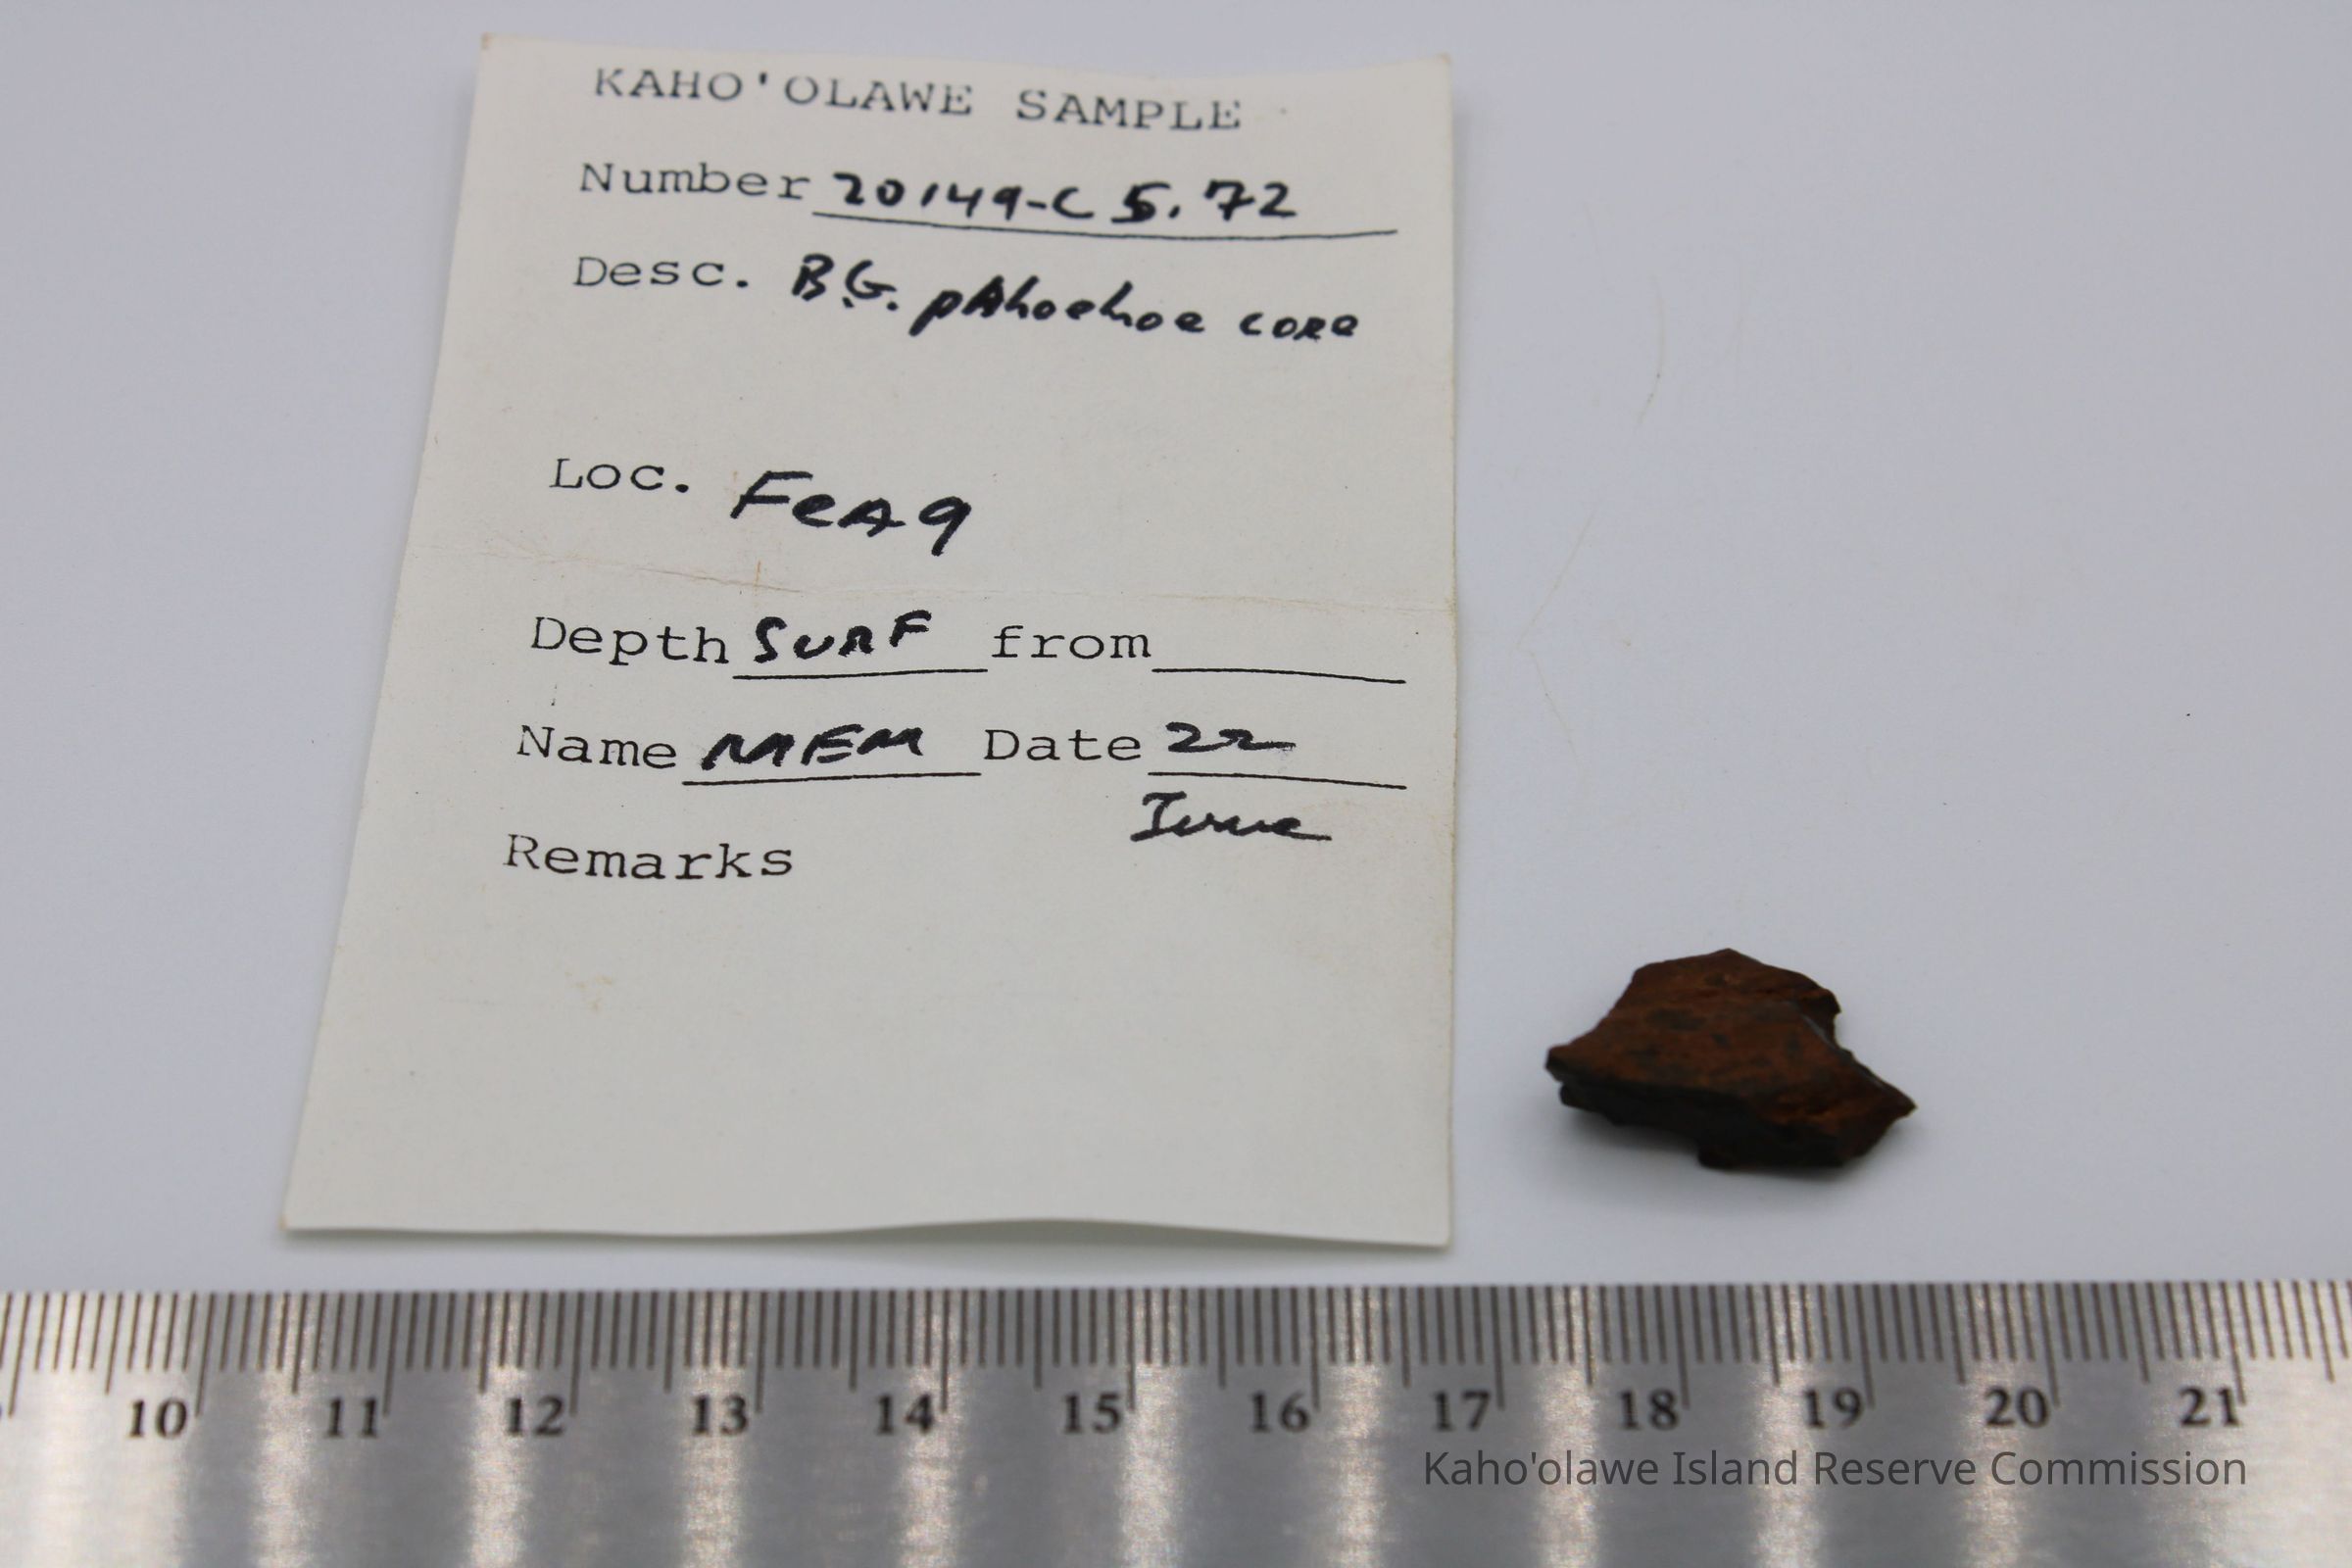 KAHO'OLAWE SAMPLE
Number 20149-C 5.72
Desc. B.G. pAhoehoe core
Loc. FeA9
Depth SURF from
Name MEM Date 22
June
Remarks
10 11 12 13 14 15 16 17 18 19 20 21
Kaho'olawe Island Reserve Commission